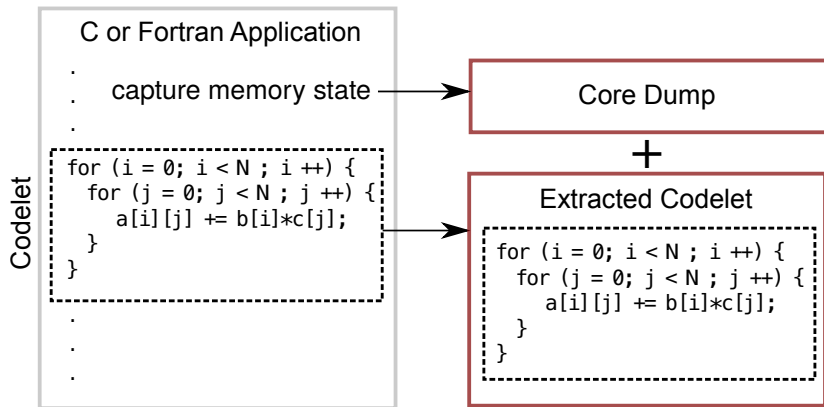 C or Fortran Application
.
capture memory state
.
.
Codelet
for (i = 0; i < N ; i ++) {
for (j = 0; j < N ; j ++) {
a[i][j] += b[i]*c[j];
}
}
.
.
.
Core Dump
+
Extracted Codelet
for (i = 0; i < N ; i ++) {
for (j = 0; j < N ; j ++) {
a[i][j] += b[i]*c[j];
}
}